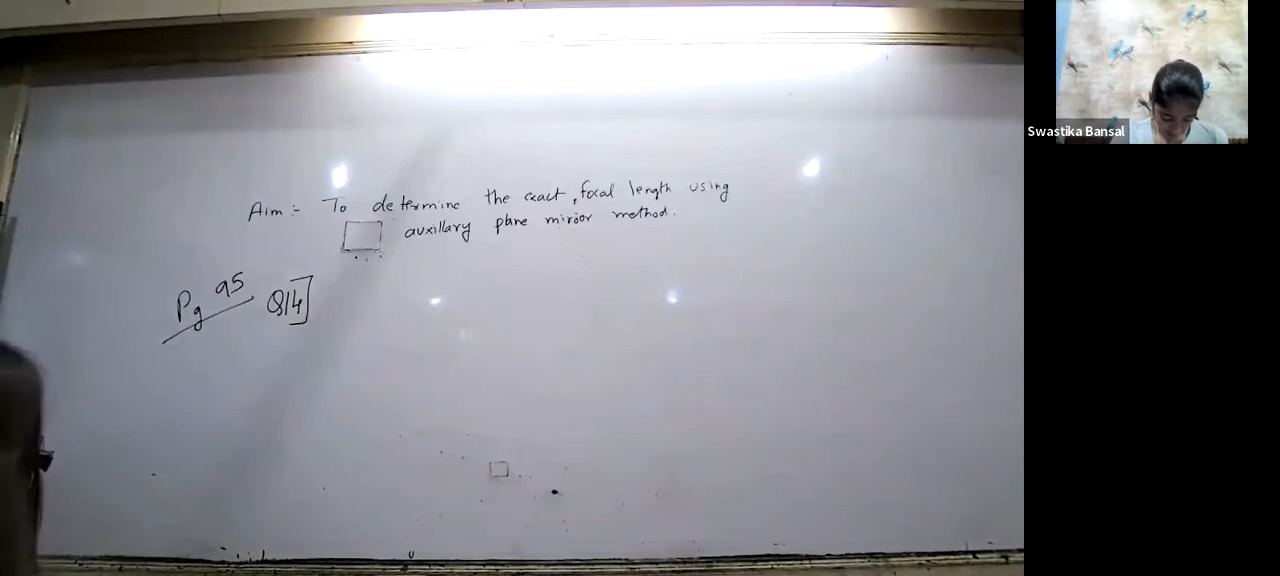 Aim :- To determine the exact, focal length using
auxillary plane mirror method.
Pg 95 Q14]
Swastika Bansal